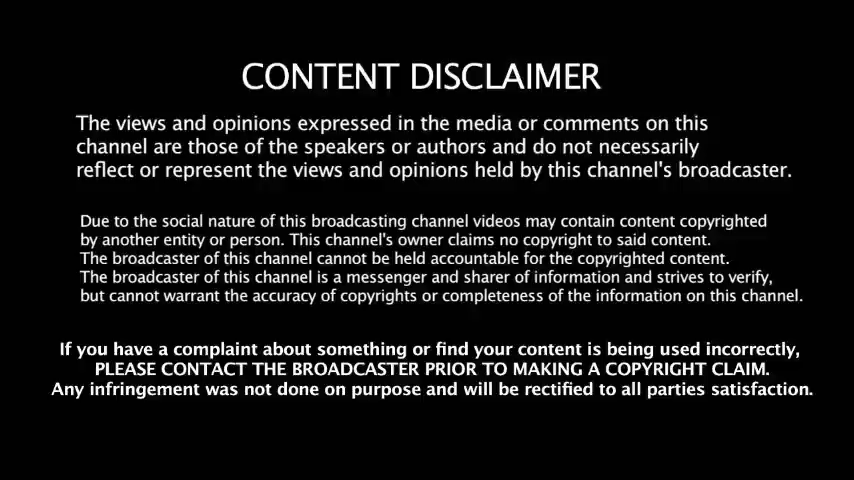 CONTENT DISCLAIMER
The views and opinions expressed in the media or comments on this
channel are those of the speakers or authors and do not necessarily
reflect or represent the views and opinions held by this channel's broadcaster.
Due to the social nature of this broadcasting channel videos may contain content copyrighted
by another entity or person. This channel's owner claims no copyright to said content.
The broadcaster of this channel cannot be held accountable for the copyrighted content.
The broadcaster of this channel is a messenger and sharer of information and strives to verify,
but cannot warrant the accuracy of copyrights or completeness of the information on this channel.
If you have a complaint about something or find your content is being used incorrectly,
PLEASE CONTACT THE BROADCASTER PRIOR TO MAKING A COPYRIGHT CLAIM.
Any infringement was not done on purpose and will be rectified to all parties satisfaction.